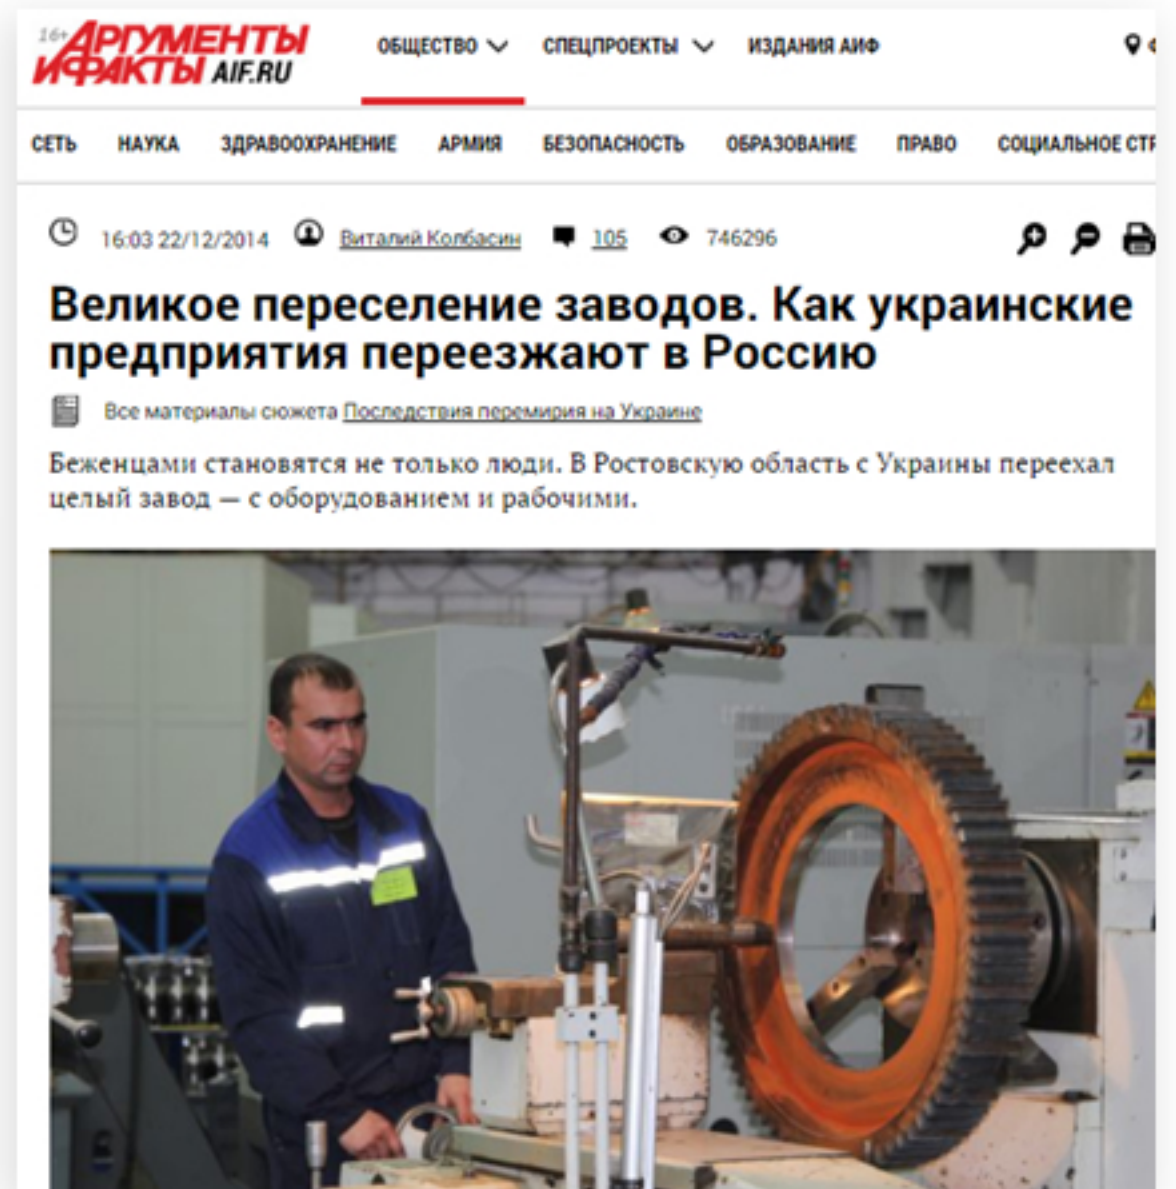 16+ АРГУМЕНТЫ
И ФАКТЫ AIF.RU
ОБЩЕСТВО СПЕЦПРОЕКТЫ ИЗДАНИЯ АИФ
СЕТЬ НАУКА ЗДРАВООХРАНЕНИЕ АРМИЯ БЕЗОПАСНОСТЬ ОБРАЗОВАНИЕ ПРАВО СОЦИАЛЬНОЕ СТР
16:03 22/12/2014 Виталий Колбасин 105 746296
Великое переселение заводов. Как украинские
предприятия переезжают в Россию
Все материалы сюжета Последствия перемирия на Украине
Беженцами становятся не только люди. В Ростовскую область с Украины переехал
целый завод — с оборудованием и рабочими.